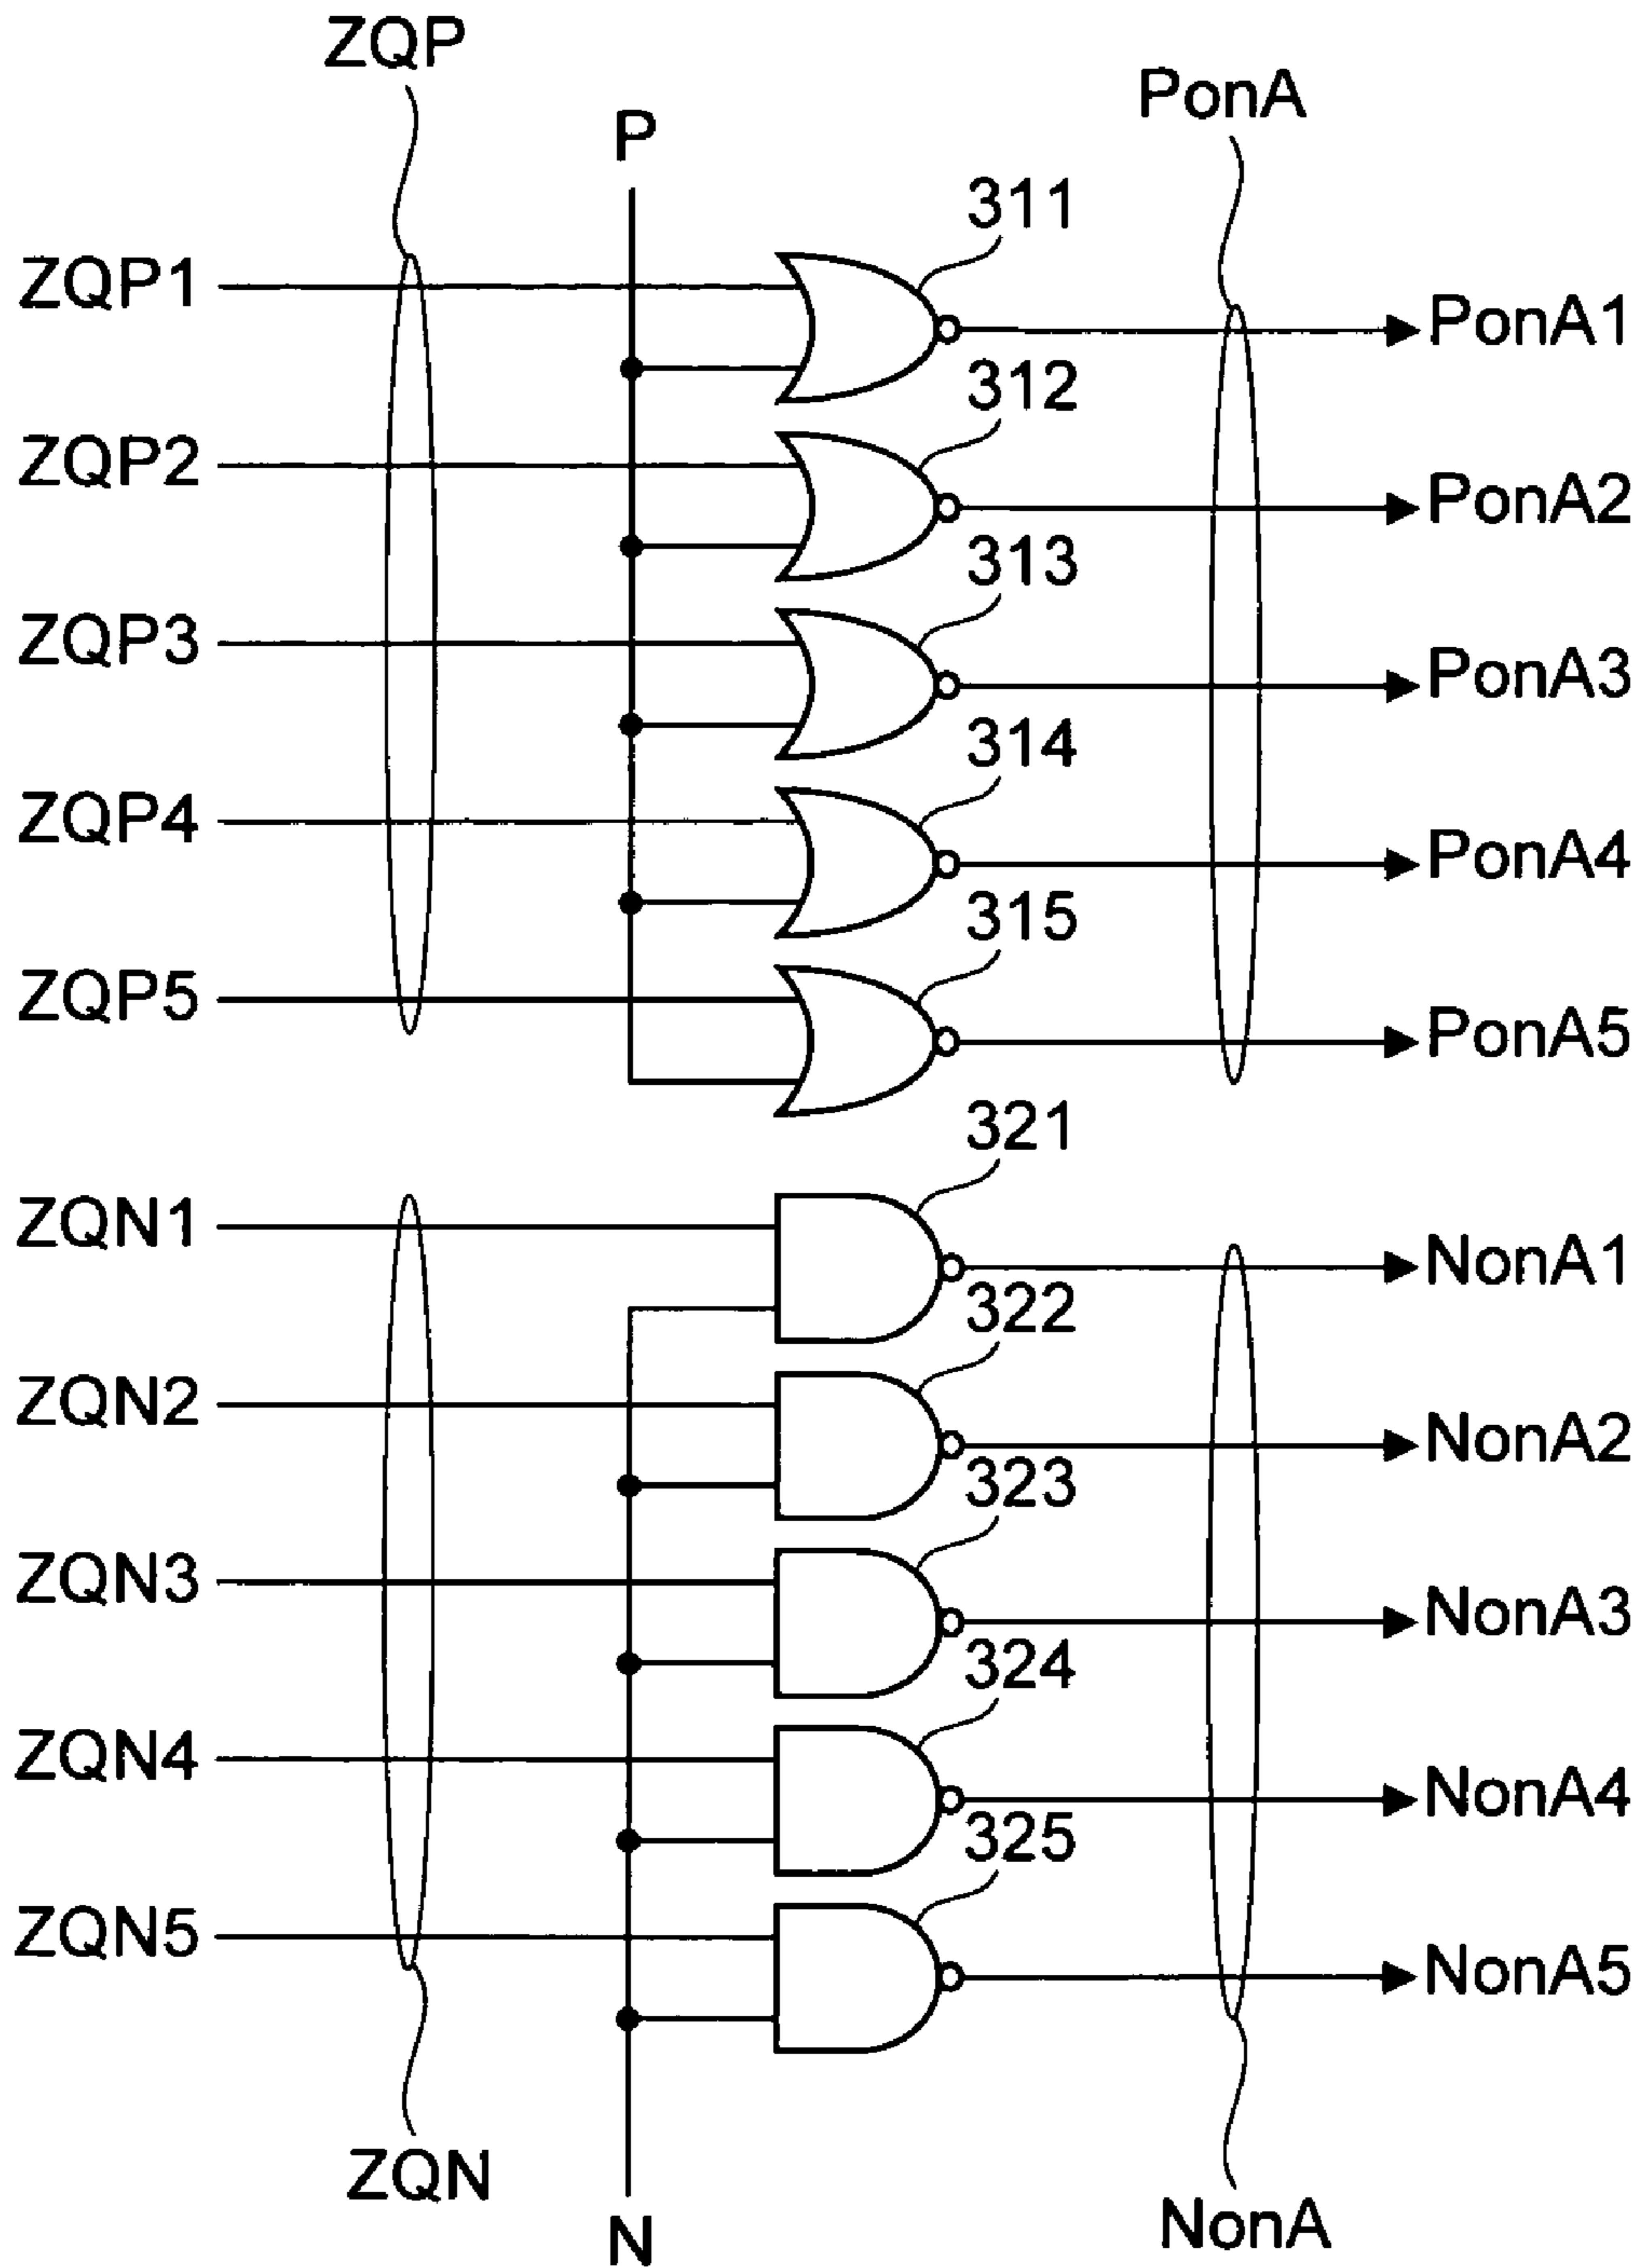 ZQP
PonA
P
311
ZQP1
PonA1
312
ZQP2
PonA2
313
ZQP3
PonA3
314
ZQP4
PonA4
315
ZQP5
PonA5
321
ZQN1
NonA1
322
ZQN2
NonA2
323
ZQN3
NonA3
324
ZQN4
NonA4
325
ZQN5
NonA5
ZQN
N
NonA